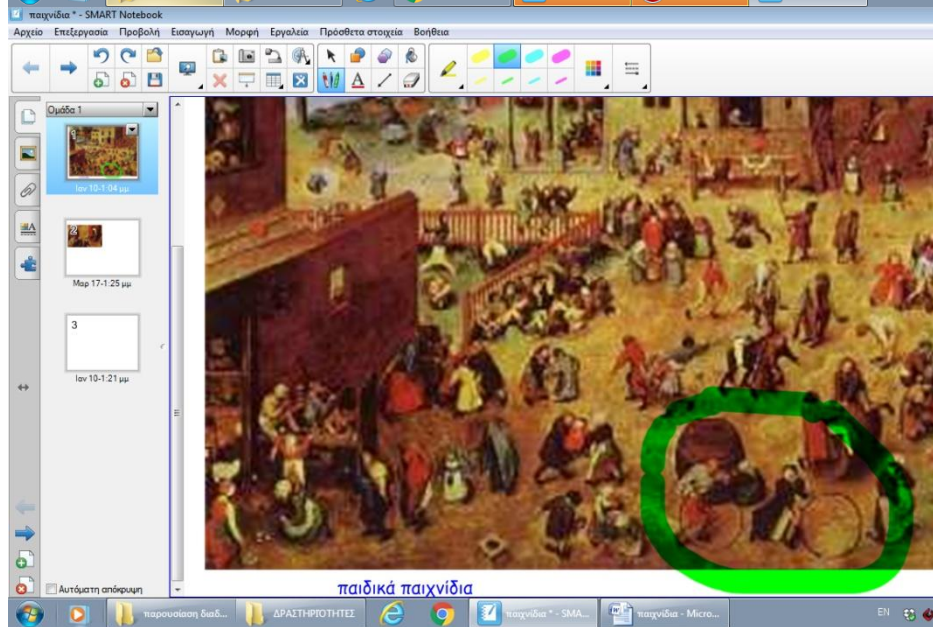 παιχνίδια * - SMART Notebook
Αρχείο Επεξεργασία Προβολή Εισαγωγή Μορφή Εργαλεία Πρόσθετα στοιχεία Βοήθεια
Ομάδα 1
1
Ιαν 10-1:04 μμ
2
Μαρ 17-1:25 μμ
3
Ιαν 10-1:21 μμ
Αυτόματη απόκρυψη
παιδικά παιχνίδια
παρουσίαση διαδ... ΔΡΑΣΤΗΡΙΟΤΗΤΕΣ παιχνίδια * - SMA... παιχνίδια - Micro... EN